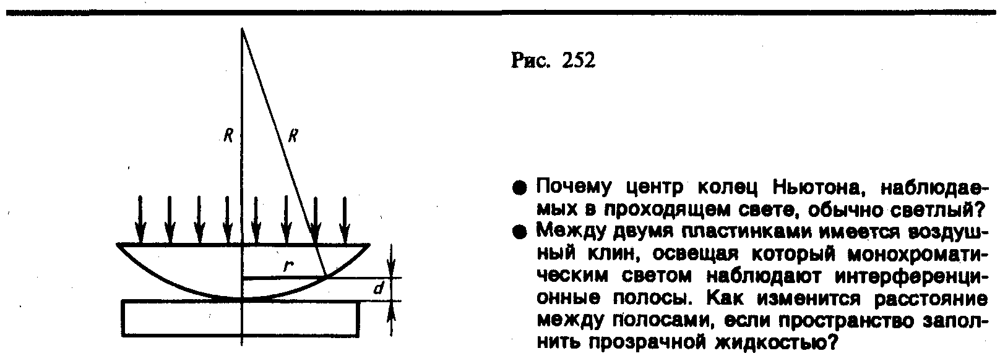 Рис. 252
R
R
r
d
● Почему центр колец Ньютона, наблюдае-
мых в проходящем свете, обычно светлый?
● Между двумя пластинками имеется воздуш-
ный клин, освещая который монохромати-
ческим светом наблюдают интерференци-
онные полосы. Как изменится расстояние
между полосами, если пространство запол-
нить прозрачной жидкостью?